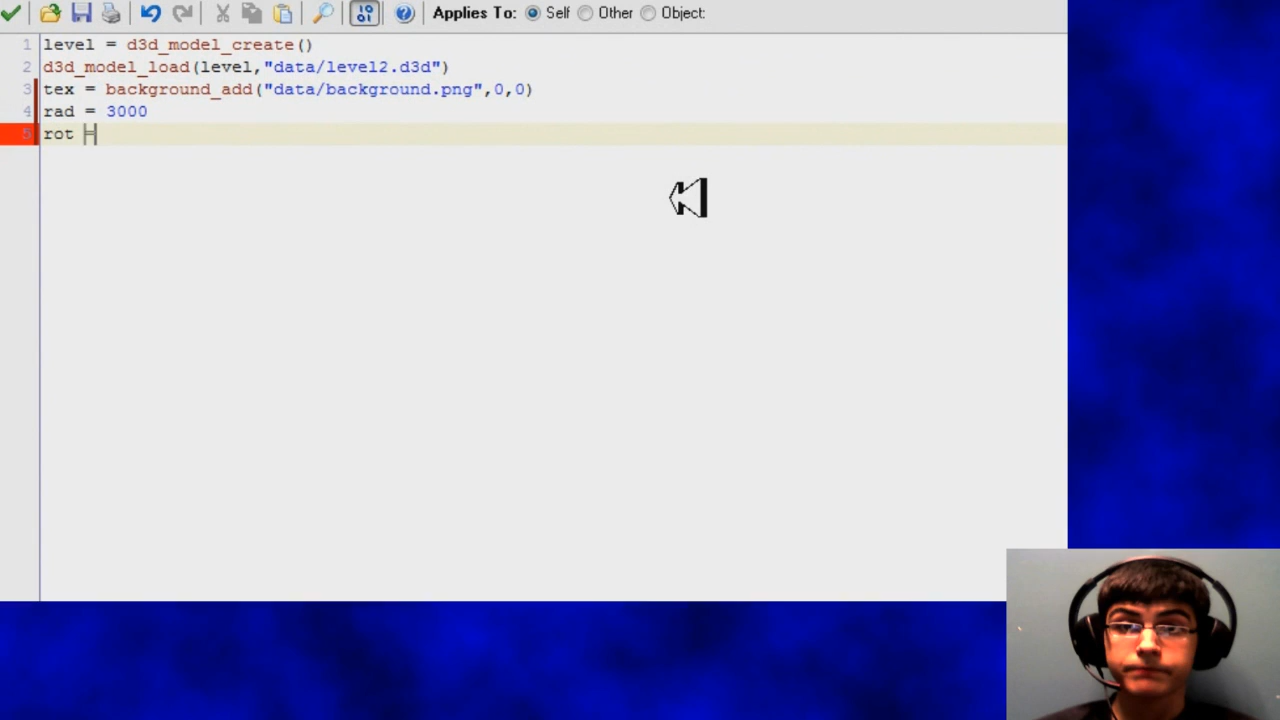 Applies To: Self Other Object:
1 level = d3d_model_create()
2 d3d_model_load(level,"data/level2.d3d")
3 tex = background_add("data/background.png",0,0)
4 rad = 3000
5 rot =